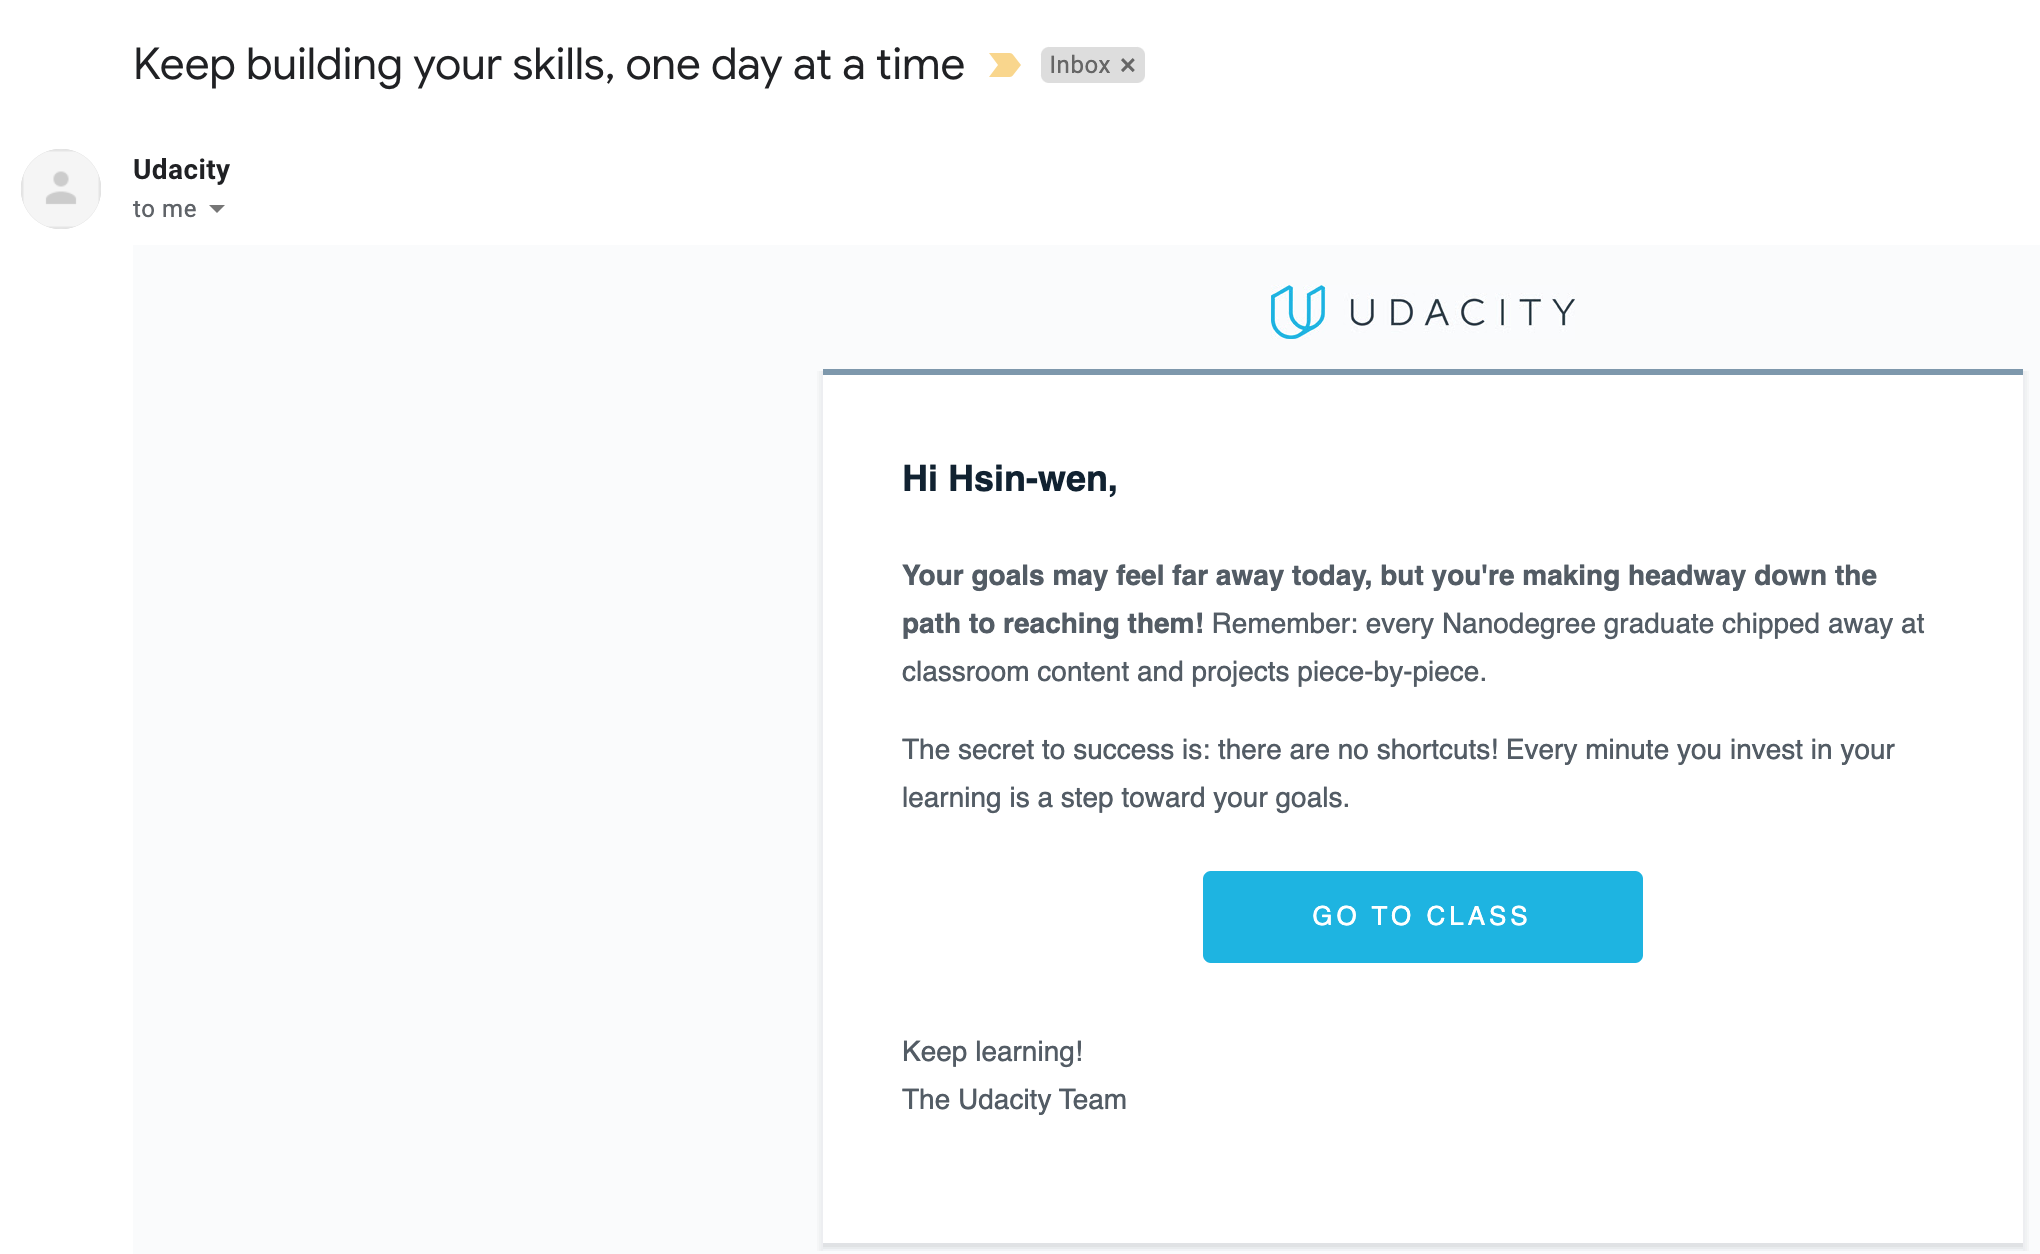 Keep building your skills, one day at a time
Inbox ×
Udacity
to me
UDACITY
Hi Hsin-wen,
Your goals may feel far away today, but you're making headway down the
path to reaching them! Remember: every Nanodegree graduate chipped away at
classroom content and projects piece-by-piece.
The secret to success is: there are no shortcuts! Every minute you invest in your
learning is a step toward your goals.
GO TO CLASS
Keep learning!
The Udacity Team